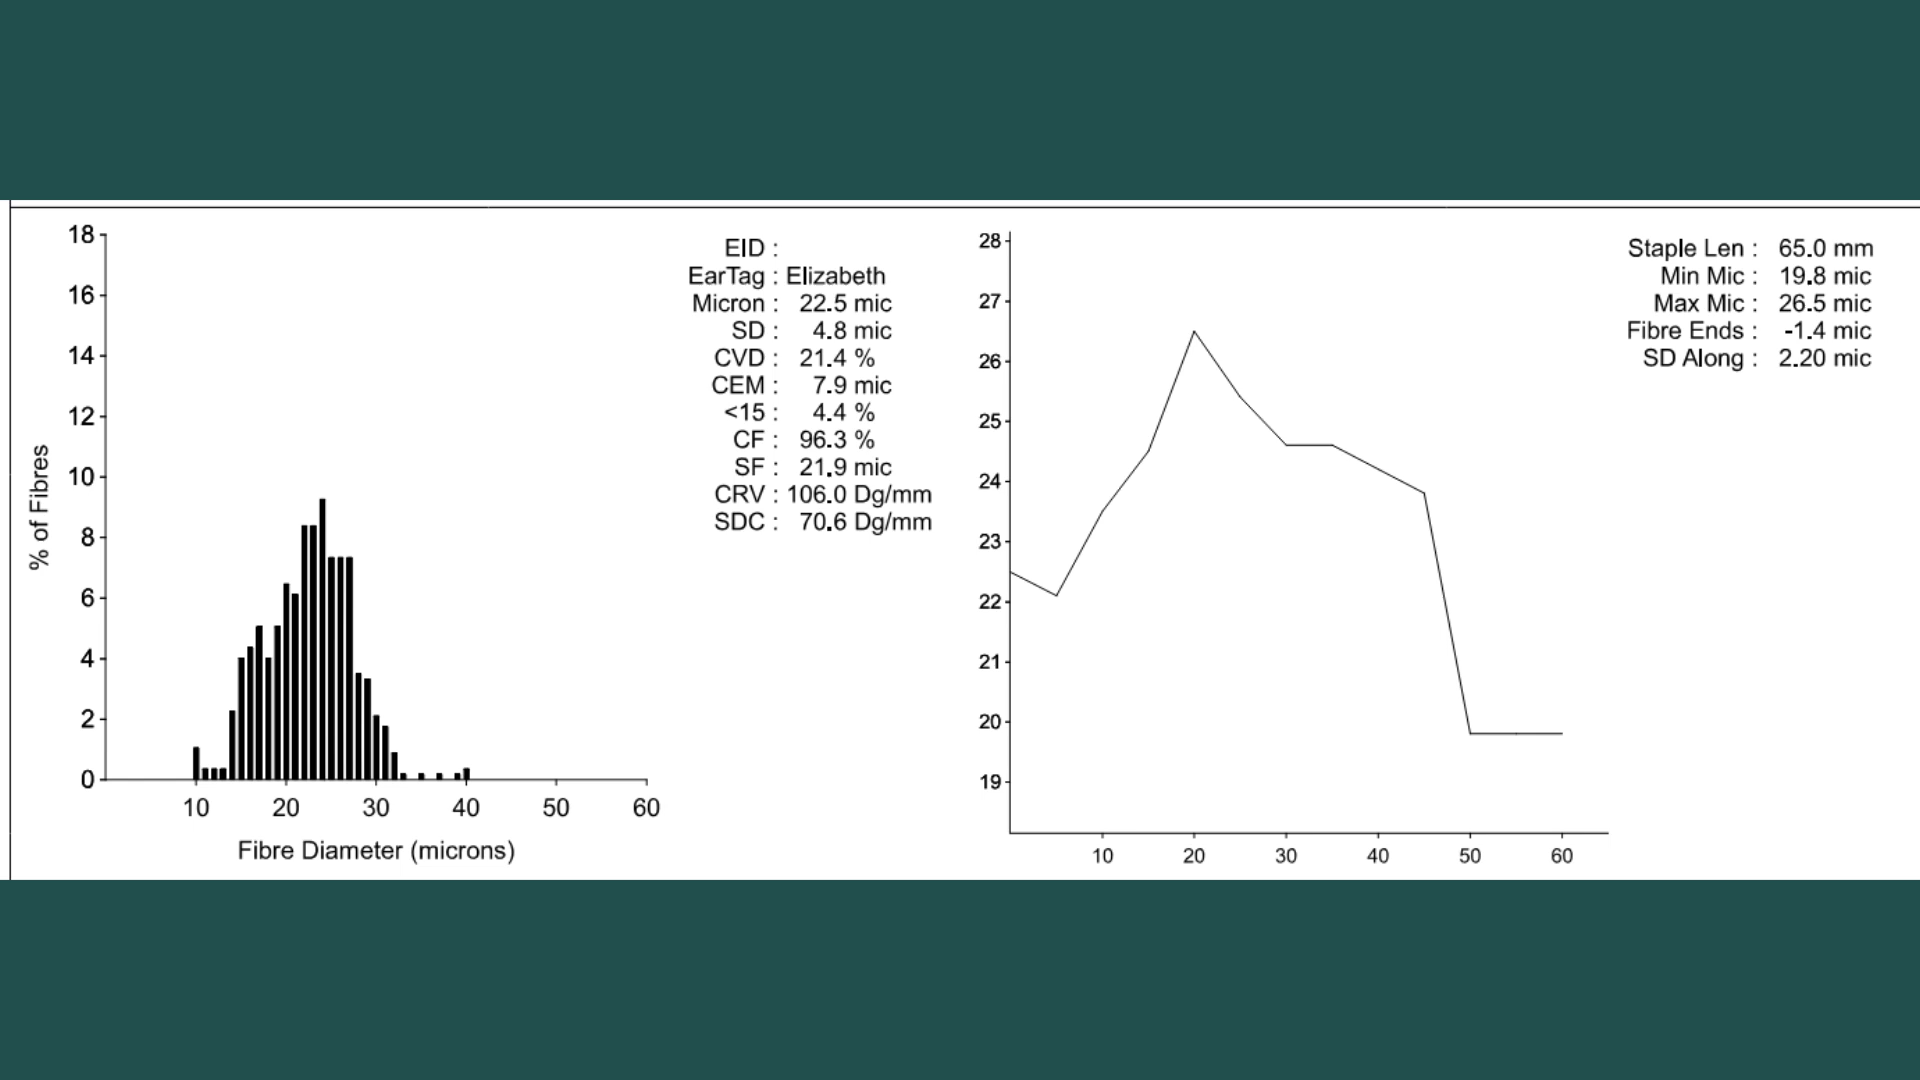 18
16
14
12
10
8
6
4
2
0
% of Fibres
10 20 30 40 50 60
Fibre Diameter (microns)
EID :
EarTag : Elizabeth
Micron : 22.5 mic
SD : 4.8 mic
CVD : 21.4 %
CEM : 7.9 mic
<15 : 4.4 %
CF : 96.3 %
SF : 21.9 mic
CRV : 106.0 Dg/mm
SDC : 70.6 Dg/mm
28
27
26
25
24
23
22
21
20
19
10 20 30 40 50 60
Staple Len : 65.0 mm
Min Mic : 19.8 mic
Max Mic : 26.5 mic
Fibre Ends : -1.4 mic
SD Along : 2.20 mic